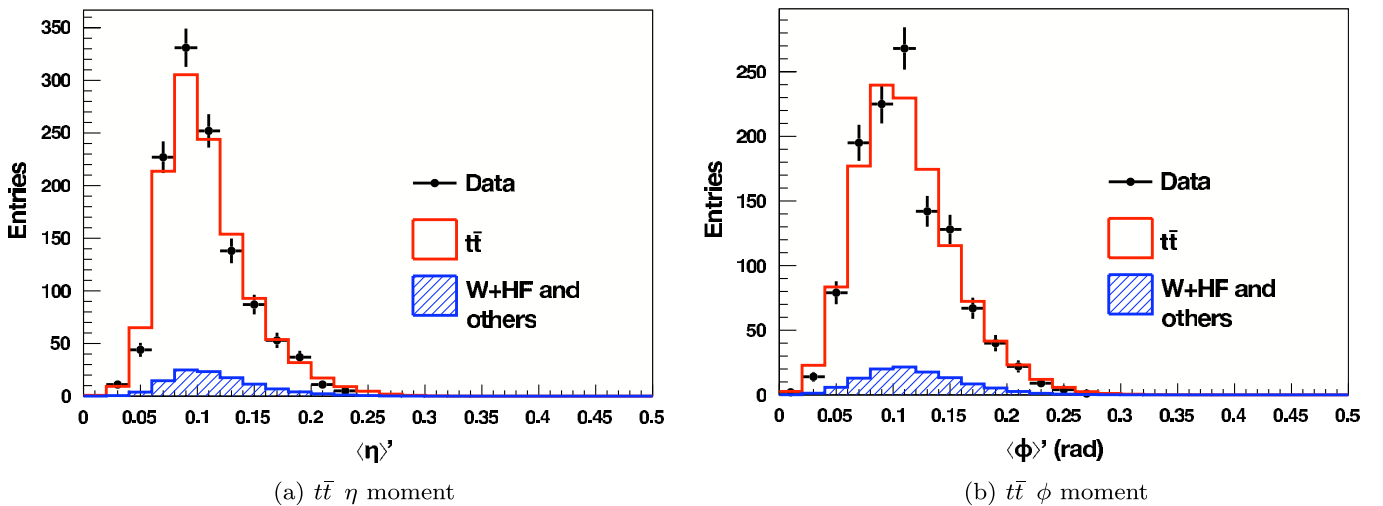 350
300
250
200
150
100
50
0
Entries
Data
tt̄
W+HF and
others
0 0.05 0.1 0.15 0.2 0.25 0.3 0.35 0.4 0.45 0.5
⟨η⟩’
(a) tt̄ η moment
250
200
150
100
50
0
Entries
Data
tt̄
W+HF and
others
0 0.05 0.1 0.15 0.2 0.25 0.3 0.35 0.4 0.45 0.5
⟨ϕ⟩’ (rad)
(b) tt̄ ϕ moment